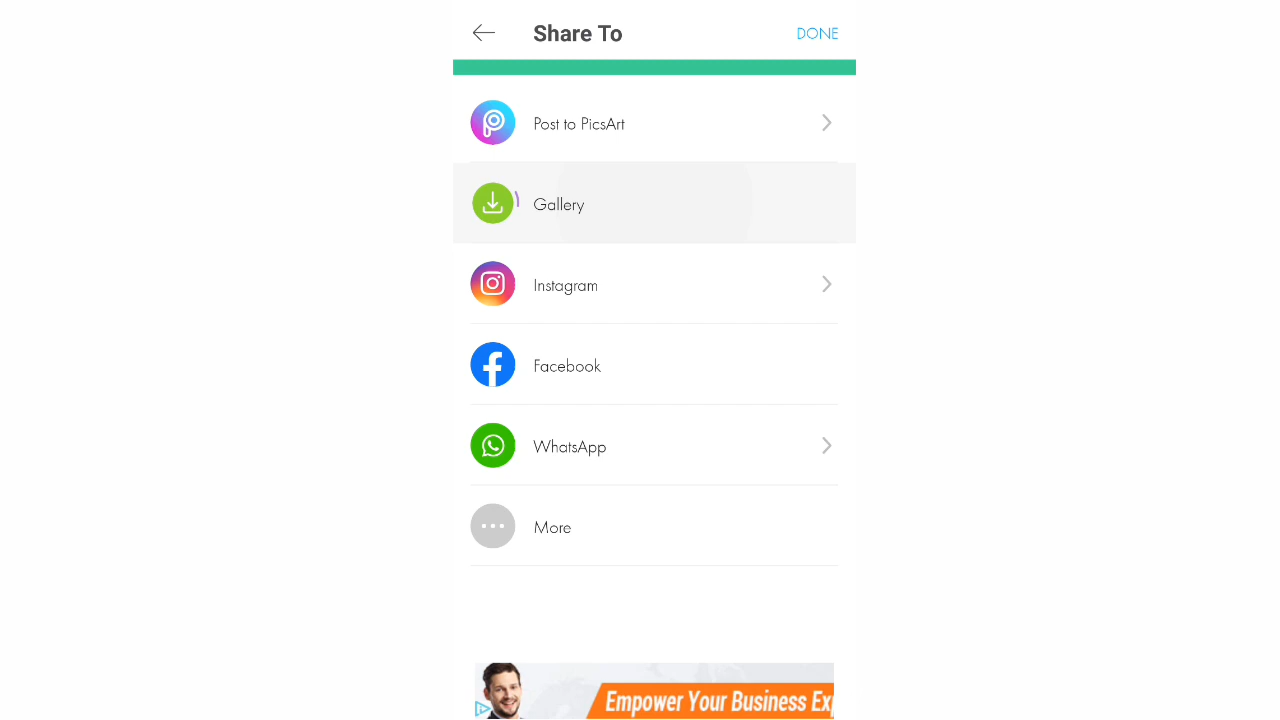 Share To
DONE
Post to PicsArt
Gallery
Instagram
Facebook
WhatsApp
More
Empower Your Business